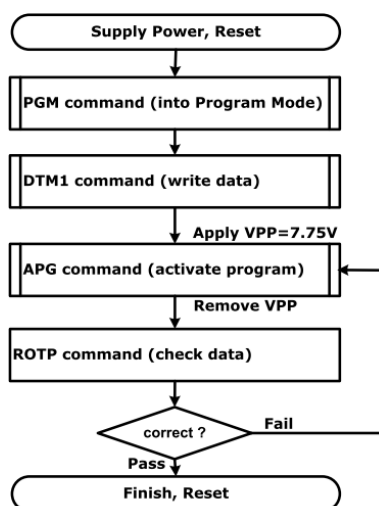 Supply Power, Reset
PGM command (into Program Mode)
DTM1 command (write data)
Apply VPP=7.75V
APG command (activate program)
Remove VPP
ROTP command (check data)
correct ?
Fail
Pass
Finish, Reset